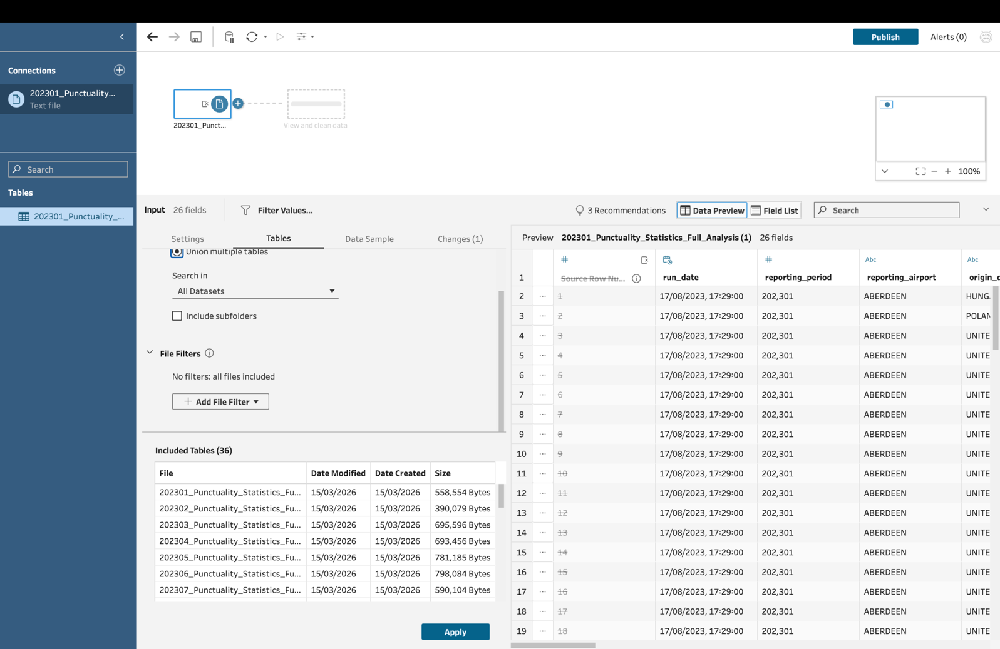 Publish
Alerts (0)
Connections
202301_Punctuality...
Text file
202301_Punct...
View and clean data
100%
Search
Tables
202301_Punctuality_...
Input 26 fields
Filter Values...
3 Recommendations
Data Preview
Field List
Search
Settings
Tables
Data Sample
Changes (1)
Union multiple tables
Search in
All Datasets
Include subfolders
File Filters
No filters: all files included
Add File Filter
Included Tables (36)
File Date Modified Date Created Size
202301_Punctuality_Statistics_Fu... 15/03/2026 15/03/2026 558,554 Bytes
202302_Punctuality_Statistics_Fu... 15/03/2026 15/03/2026 390,079 Bytes
202303_Punctuality_Statistics_Fu... 15/03/2026 15/03/2026 695,596 Bytes
202304_Punctuality_Statistics_Fu... 15/03/2026 15/03/2026 693,456 Bytes
202305_Punctuality_Statistics_Fu... 15/03/2026 15/03/2026 781,185 Bytes
202306_Punctuality_Statistics_Fu... 15/03/2026 15/03/2026 798,084 Bytes
202307_Punctuality_Statistics_Fu... 15/03/2026 15/03/2026 590,104 Bytes
Apply
Preview 202301_Punctuality_Statistics_Full_Analysis (1) 26 fields
# # Abc Abc
1 Source Row Nu... run_date reporting_period reporting_airport origin_d
2 ... 1 17/08/2023, 17:29:00 202,301 ABERDEEN HUNGA
3 ... 2 17/08/2023, 17:29:00 202,301 ABERDEEN POLAN
4 ... 3 17/08/2023, 17:29:00 202,301 ABERDEEN UNITE
5 ... 4 17/08/2023, 17:29:00 202,301 ABERDEEN UNITE
6 ... 5 17/08/2023, 17:29:00 202,301 ABERDEEN UNITE
7 ... 6 17/08/2023, 17:29:00 202,301 ABERDEEN UNITE
8 ... 7 17/08/2023, 17:29:00 202,301 ABERDEEN UNITE
9 ... 8 17/08/2023, 17:29:00 202,301 ABERDEEN UNITE
10 ... 9 17/08/2023, 17:29:00 202,301 ABERDEEN UNITE
11 ... 10 17/08/2023, 17:29:00 202,301 ABERDEEN UNITE
12 ... 11 17/08/2023, 17:29:00 202,301 ABERDEEN UNITE
13 ... 12 17/08/2023, 17:29:00 202,301 ABERDEEN UNITE
14 ... 13 17/08/2023, 17:29:00 202,301 ABERDEEN UNITE
15 ... 14 17/08/2023, 17:29:00 202,301 ABERDEEN UNITE
16 ... 15 17/08/2023, 17:29:00 202,301 ABERDEEN UNITE
17 ... 16 17/08/2023, 17:29:00 202,301 ABERDEEN UNITE
18 ... 17 17/08/2023, 17:29:00 202,301 ABERDEEN UNITE
19 ... 18 17/08/2023, 17:29:00 202,301 ABERDEEN UNITE